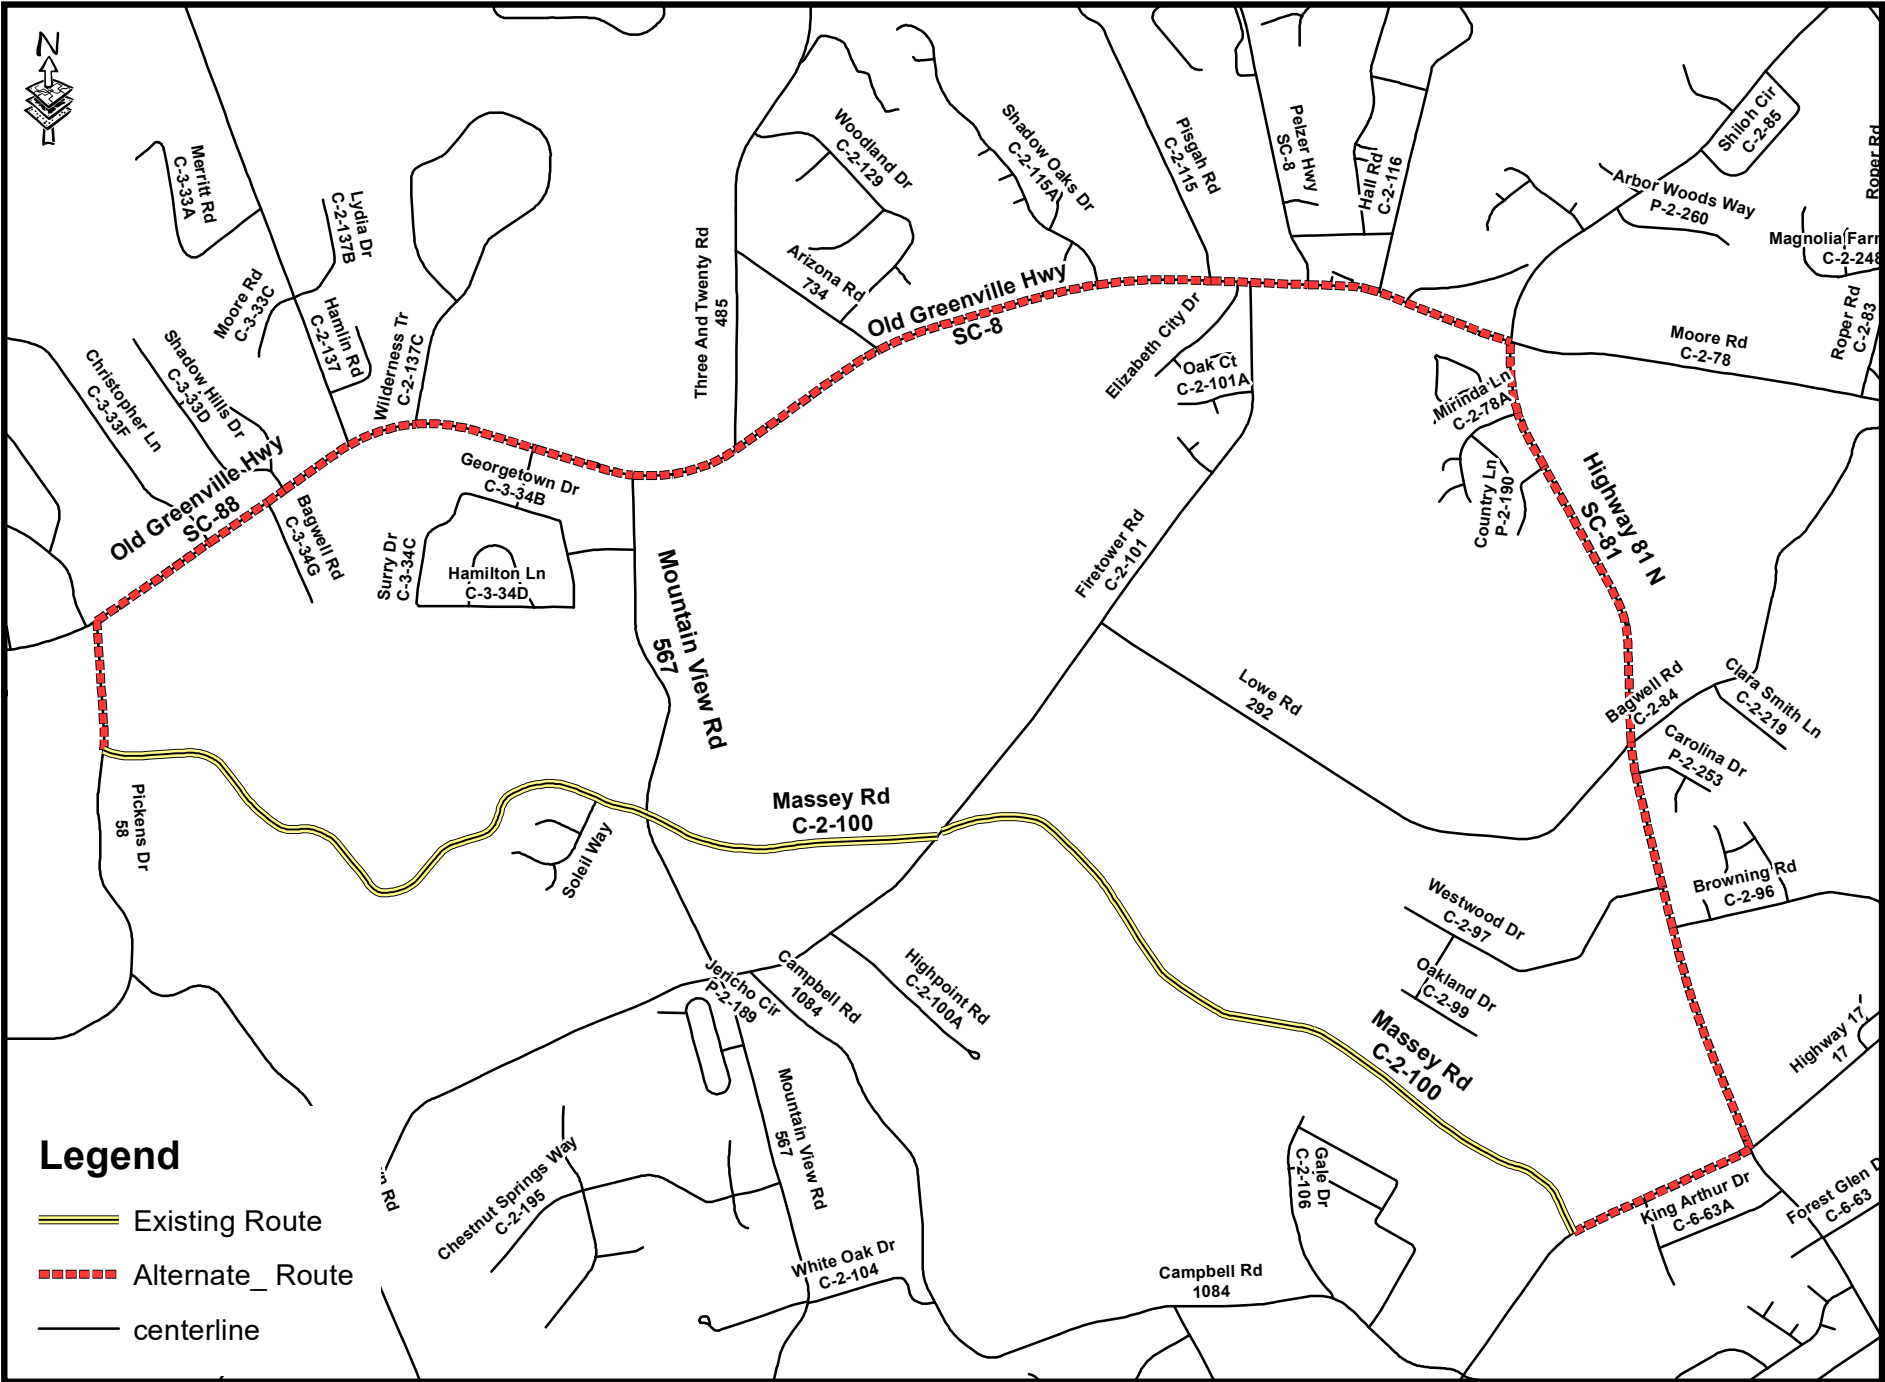 N
Merritt Rd
C-3-33A
Lydia Dr
C-2-137B
Moore Rd
C-3-33C
Hamlin Rd
C-2-137
Wilderness Tr
C-2-137C
Christopher Ln
C-3-33F
Shadow Hills Dr
C-3-33D
Old Greenville Hwy
SC-88
Bagwell Rd
C-3-34G
Georgetown Dr
C-3-34B
Surry Dr
C-3-34C
Hamilton Ln
C-3-34D
Three And Twenty Rd
485
Woodland Dr
C-2-129
Arizona Rd
734
Shadow Oaks Dr
C-2-115A
Old Greenville Hwy
SC-8
Pisgah Rd
C-2-115
Pelzer Hwy
SC-8
Hall Rd
C-2-116
Elizabeth City Dr
Oak Ct
C-2-101A
Shiloh Cir
C-2-85
Arbor Woods Way
P-2-260
Roper Rd
Magnolia Farm
C-2-248
Roper Rd
C-2-83
Moore Rd
C-2-78
Mirinda Ln
C-2-78A
Country Ln
P-2-190
Highway 81 N
SC-81
Firetower Rd
C-2-101
Mountain View Rd
567
Lowe Rd
292
Bagwell Rd
C-2-84
Clara Smith Ln
C-2-219
Carolina Dr
P-2-253
Pickens Dr
58
Massey Rd
C-2-100
Soleil Way
Browning Rd
C-2-96
Westwood Dr
C-2-97
Oakland Dr
C-2-99
Jericho Cir
P-2-189
Campbell Rd
1084
Highpoint Rd
C-2-100A
Massey Rd
C-2-100
Highway 17
17
Mountain View Rd
567
Chestnut Springs Way
C-2-195
White Oak Dr
C-2-104
Gale Dr
C-2-106
Campbell Rd
1084
King Arthur Dr
C-6-63A
Forest Glen D
C-6-63
n Rd
Legend
Existing Route
Alternate_ Route
centerline